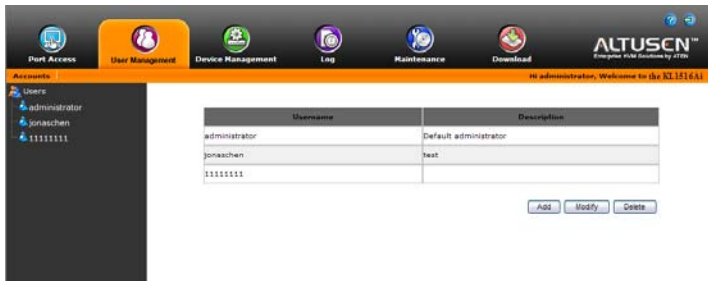 Port Access User Management Device Management Log Maintenance Download
ALTUSEN™
Enterprise KVM Solutions by ATEN
Accounts
Hi administrator, Welcome to the KL1516Ai
Users
administrator
jonaschen
11111111
Username Description
administrator Default administrator
jonaschen test
11111111
Add Modify Delete